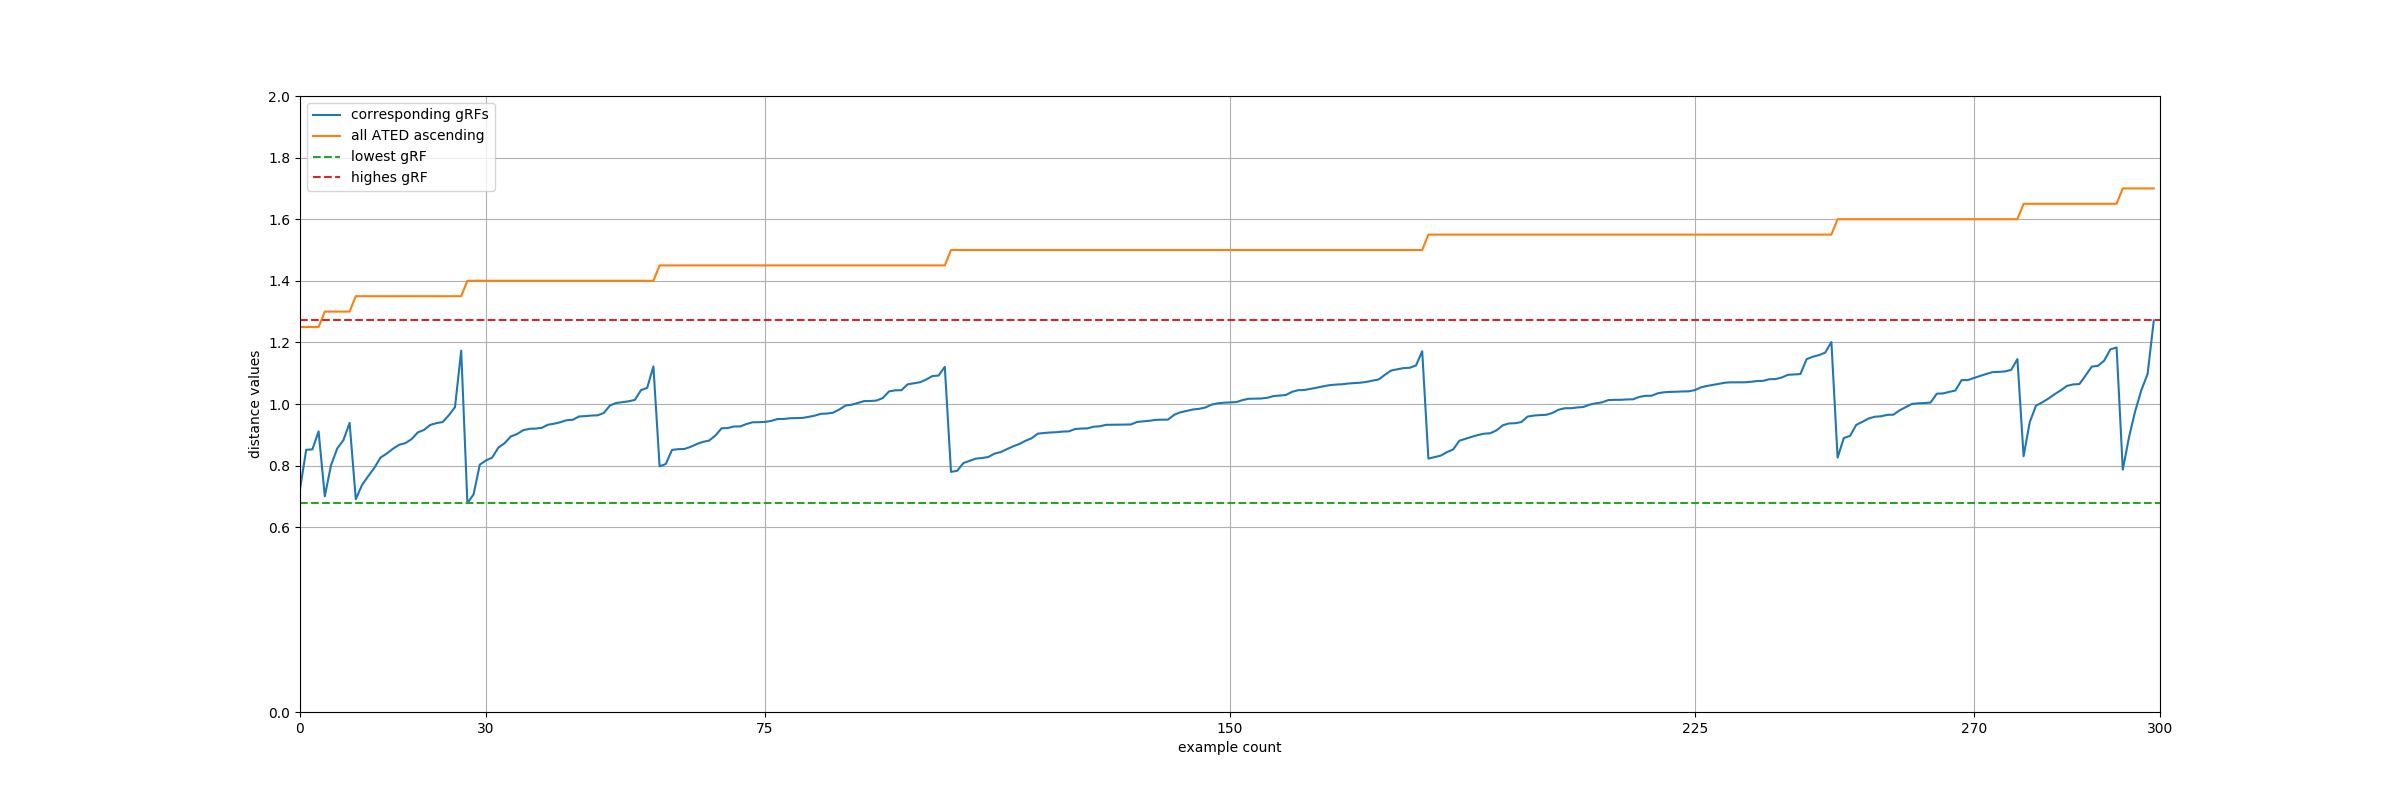 corresponding gRFs
all ATED ascending
lowest gRF
highes gRF
2.0
1.8
1.6
1.4
1.2
1.0
0.8
0.6
0.0
distance values
0
30
75
150
225
270
300
example count